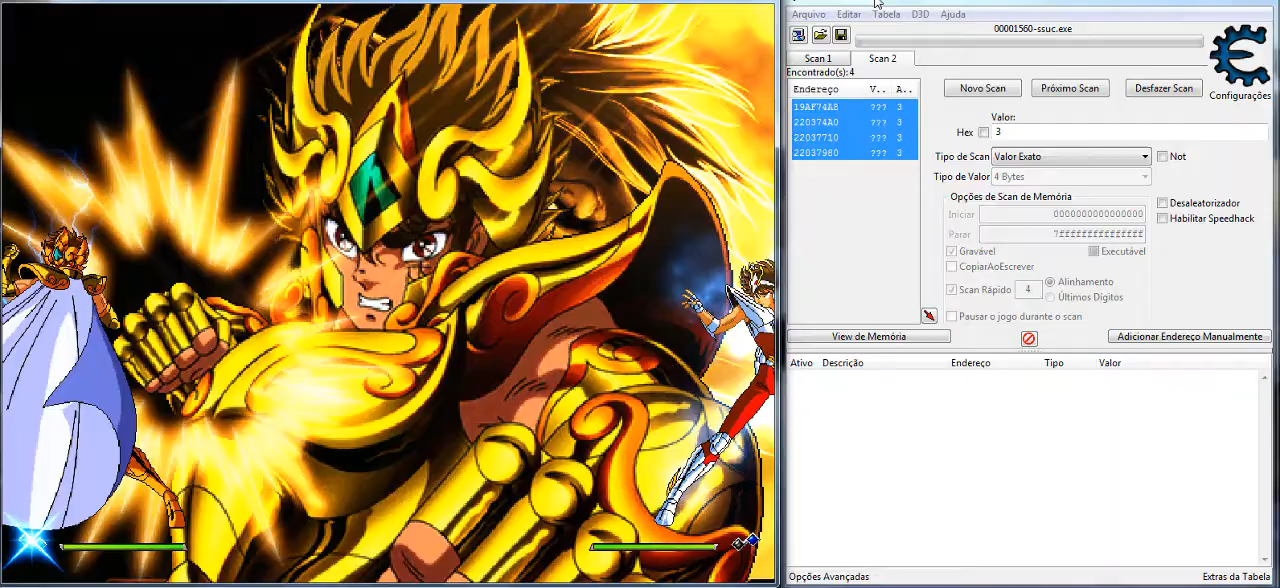 Arquivo Editar Tabela D3D Ajuda
00001560-ssuc.exe
Scan 1 Scan 2
Encontrado(s):4
Endereço V.. A..
19AF74A8 ??? 3
220374A0 ??? 3
22037710 ??? 3
22037980 ??? 3
Novo Scan Próximo Scan Desfazer Scan
Configurações
Valor:
Hex 3
Tipo de Scan Valor Exato Not
Tipo de Valor 4 Bytes
Opções de Scan de Memória
Iniciar 0000000000000000
Parar 7fffffffffffffff
Gravável Executável
CopiarAoEscrever
Scan Rápido 4 Alinhamento
Últimos Dígitos
Pausar o jogo durante o scan
Desaleatorizador
Habilitar Speedhack
View de Memória Adicionar Endereço Manualmente
Ativo Descrição Endereço Tipo Valor
Opções Avançadas Extras da Tabela